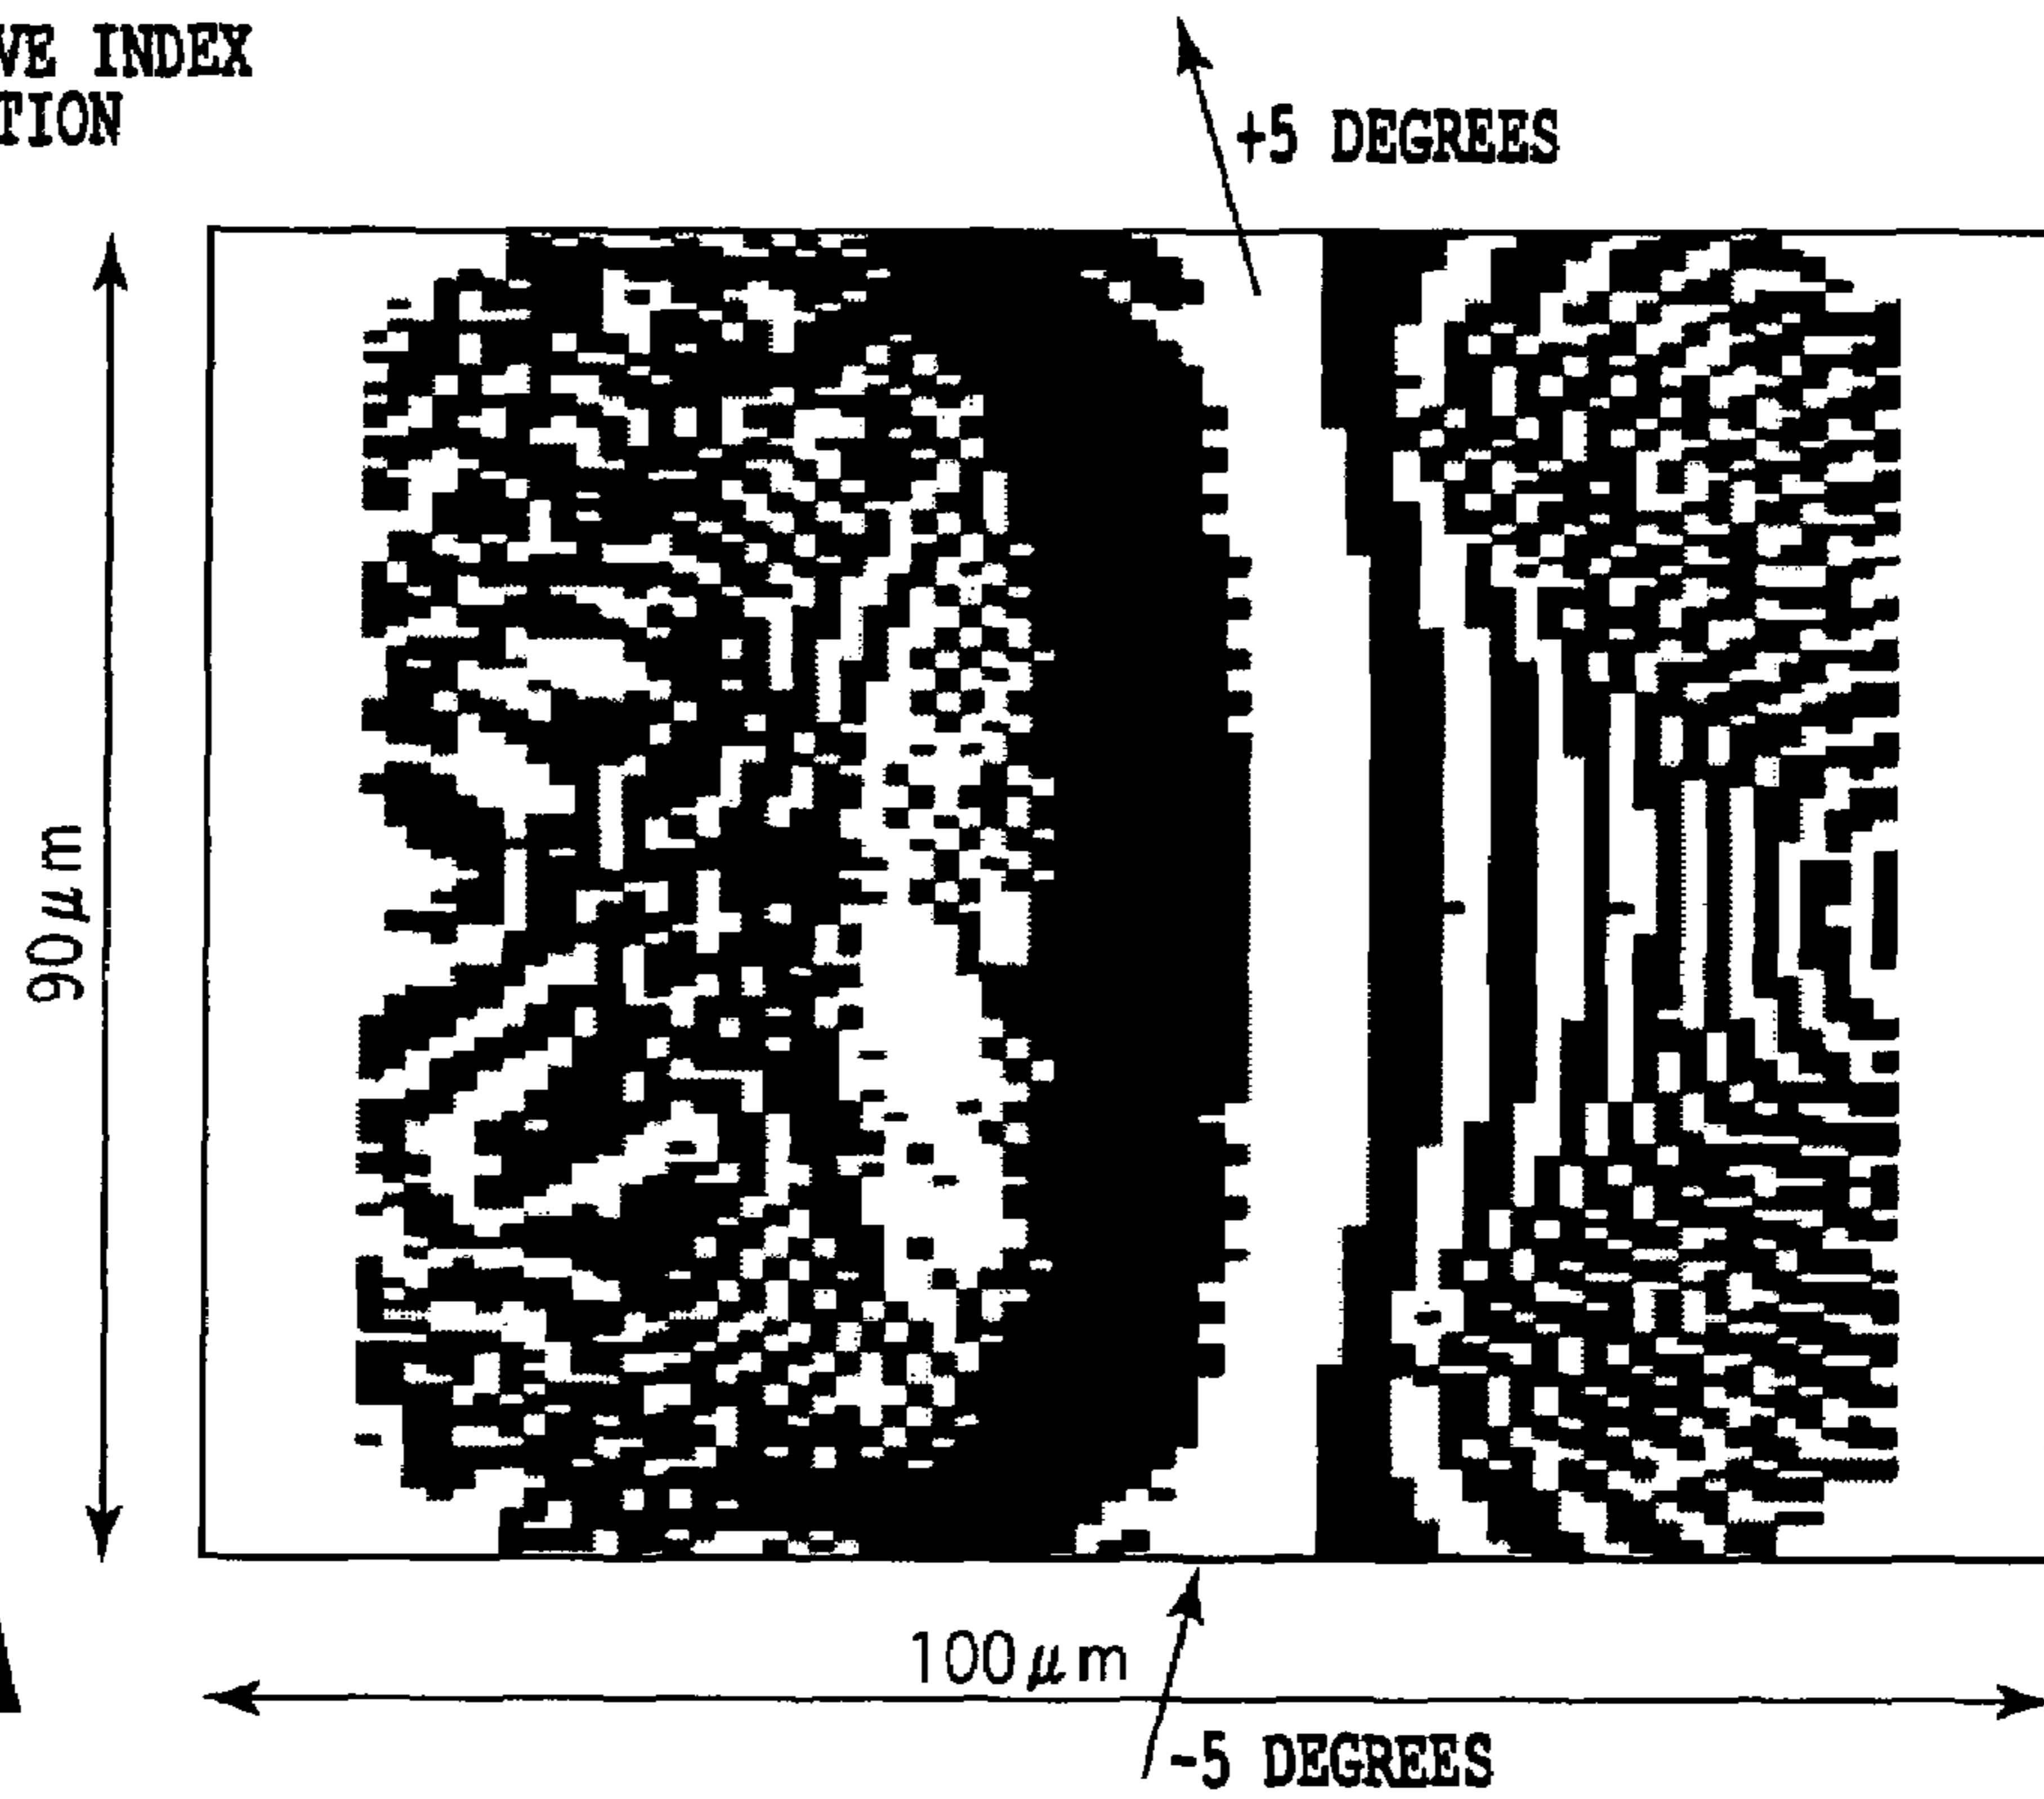 VE INDEX
TION
+5 DEGREES
90μm
100μm
-5 DEGREES